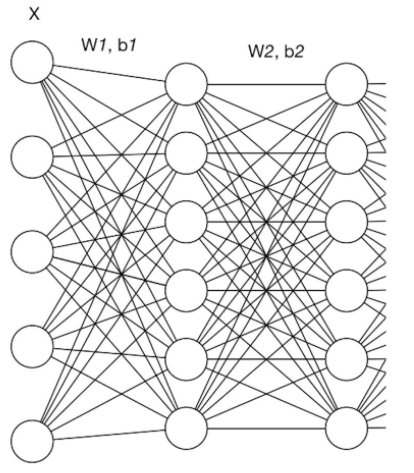 X
W1, b1
W2, b2